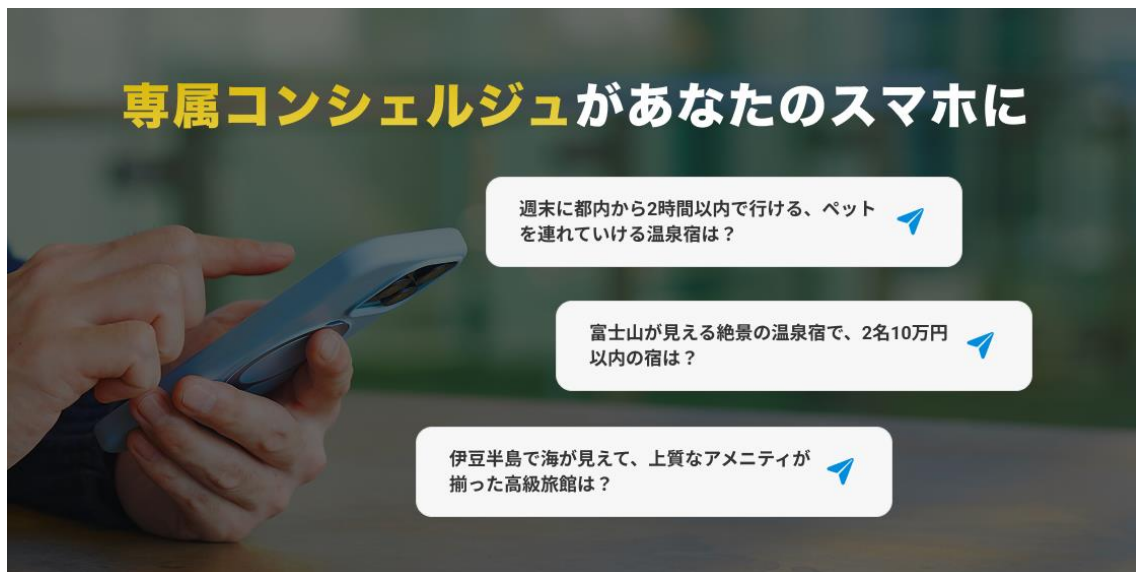 専属コンシェルジュがあなたのスマホに
週末に都内から2時間以内で行ける、ペット
を連れていける温泉宿は？
富士山が見える絶景の温泉宿で、2名10万円
以内の宿は？
伊豆半島で海が見えて、上質なアメニティが
揃った高級旅館は？